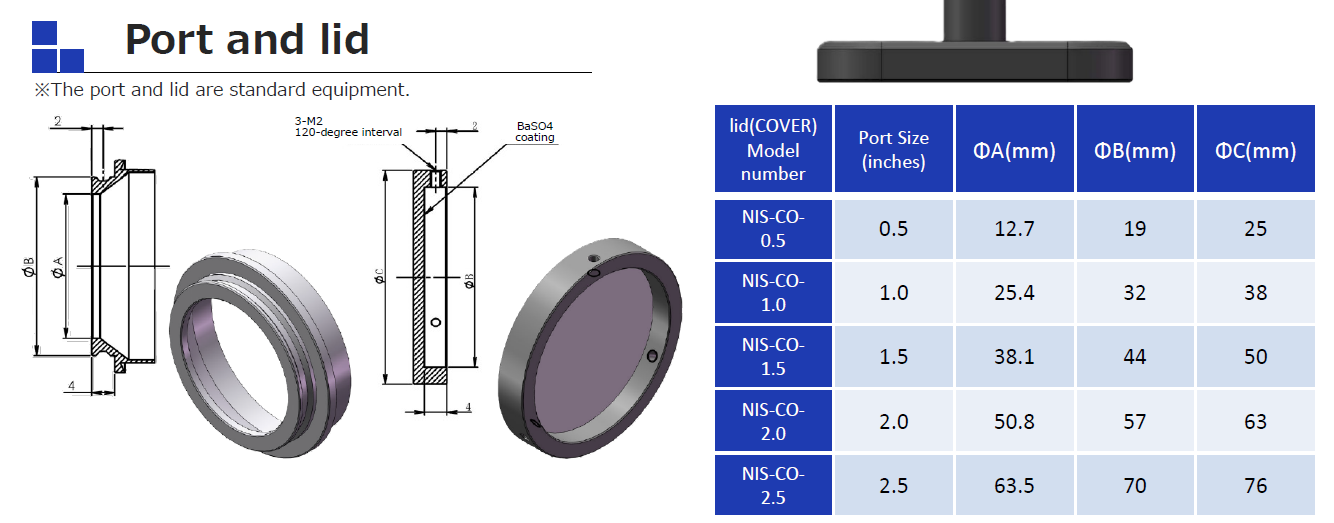 Port and lid
※The port and lid are standard equipment.
2
ΦB
ΦA
4
3-M2
120-degree interval
2
BaSO4
coating
ΦC
ΦB
4
lid(COVER)
Model
number
Port Size
(inches)
ΦA(mm)
ΦB(mm)
ΦC(mm)
NIS-CO-
0.5
0.5
12.7
19
25
NIS-CO-
1.0
1.0
25.4
32
38
NIS-CO-
1.5
1.5
38.1
44
50
NIS-CO-
2.0
2.0
50.8
57
63
NIS-CO-
2.5
2.5
63.5
70
76